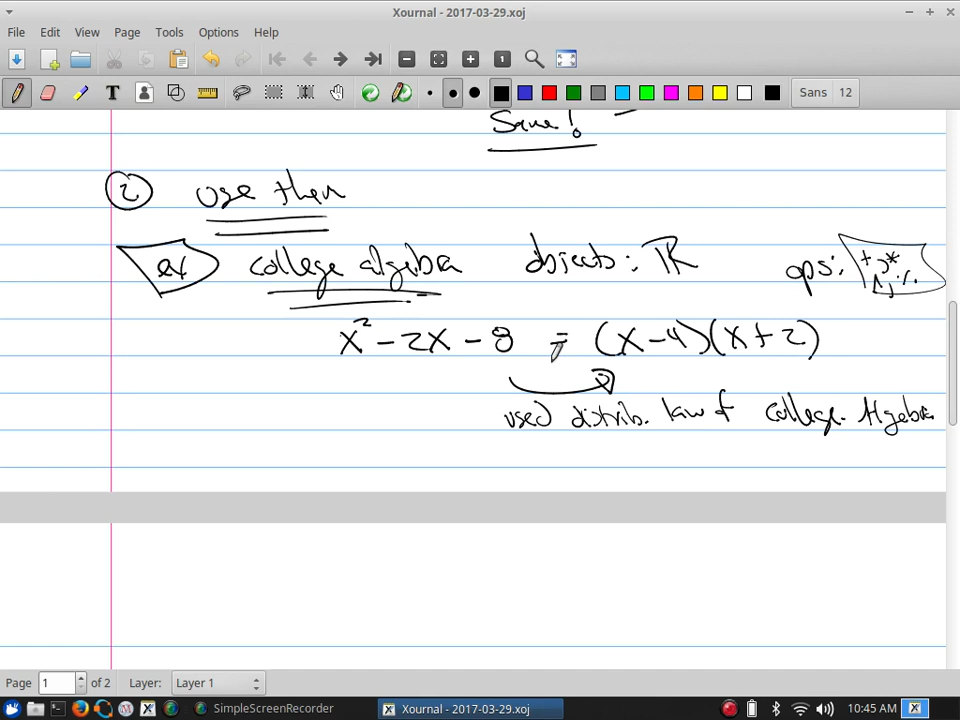 Xournal - 2017-03-29.xoj
File Edit View Page Tools Options Help
Sans 12
Same!
② use them
ex college algebra objects: ℝ ops:
x² - 2x - 8 = (x-4)(x+2)
used distrib. law of college Algebra
Page 1 of 2 Layer: Layer 1
SimpleScreenRecorder Xournal - 2017-03-29.xoj 10:45 AM